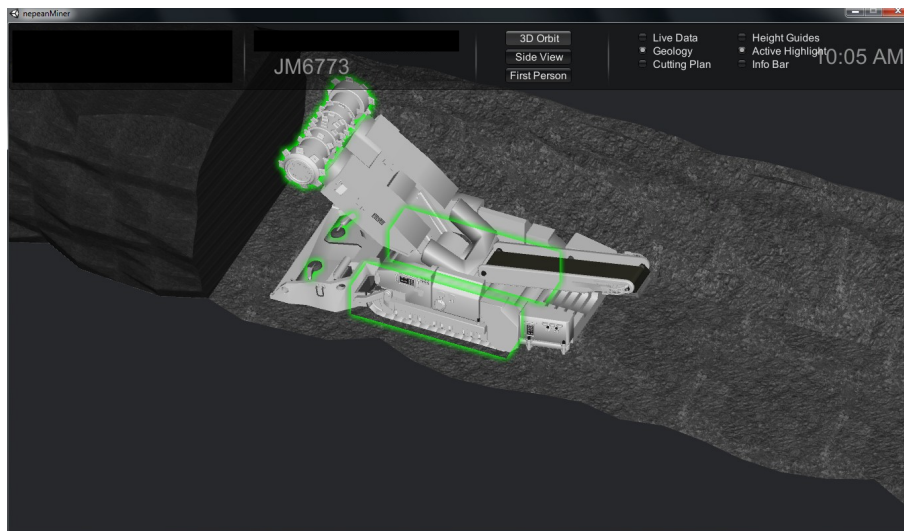 nepeanMiner
JM6773
3D Orbit
Side View
First Person
Live Data
Geology
Cutting Plan
Height Guides
Active Highlight
Info Bar
10:05 AM